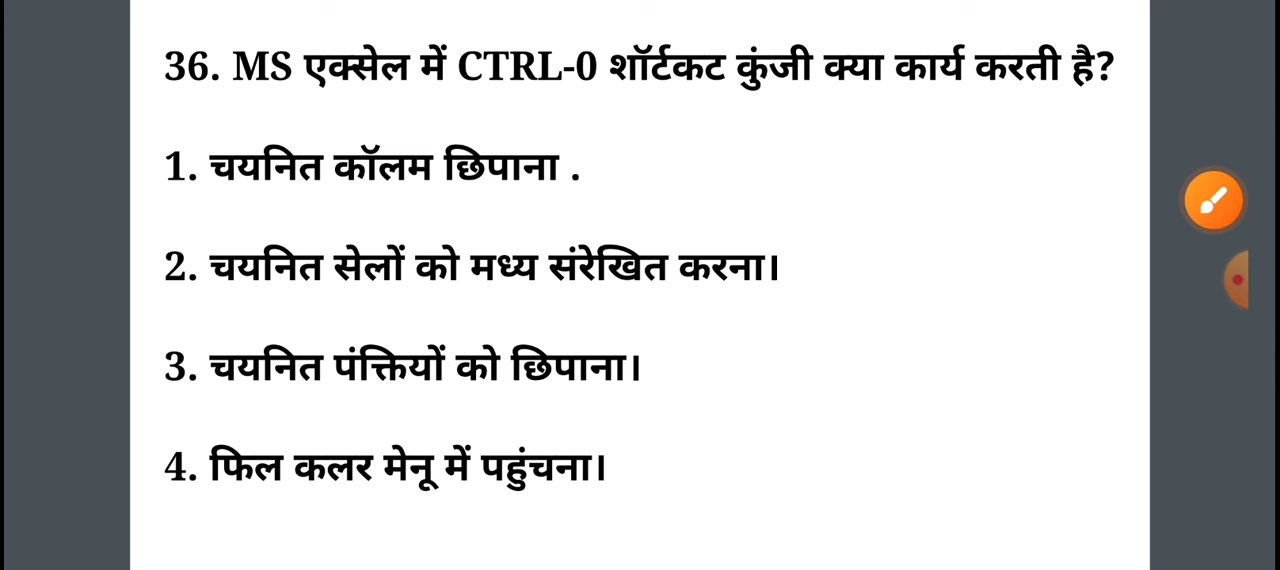 36. MS एक्सेल में CTRL-0 शॉर्टकट कुंजी क्या कार्य करती है?
1. चयनित कॉलम छिपाना .
2. चयनित सेलों को मध्य संरेखित करना।
3. चयनित पंक्तियों को छिपाना।
4. फिल कलर मेनू में पहुंचना।